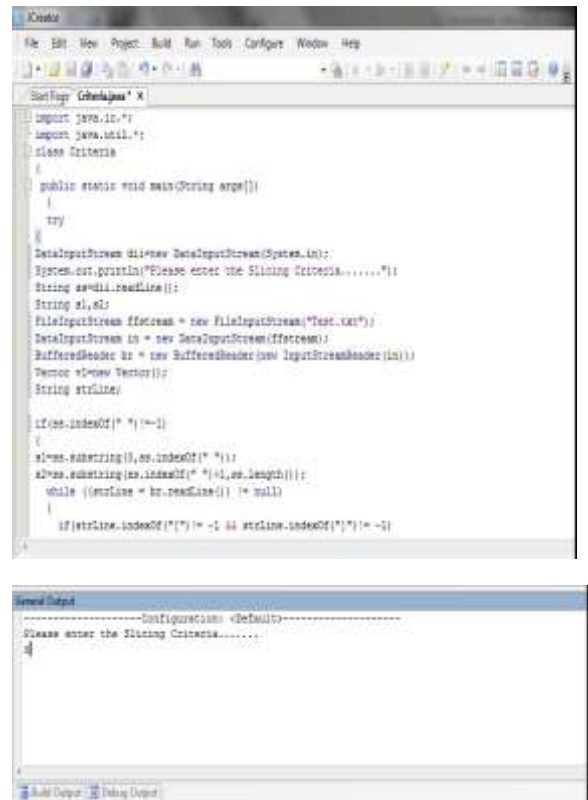 JCreator
File Edit View Project Build Run Tools Configure Window Help
Start Page Criteria.java * X
import java.io.*;
import java.util.*;
class Criteria
{
public static void main(String args[])
{
try
{
DataInputStream dii=new DataInputStream(System.in);
System.out.println("Please enter the Slicing Criteria.......");
String ss=dii.readLine();
String s1,s2;
FileInputStream ffstream = new FileInputStream("Test.txt");
DataInputStream in = new DataInputStream(ffstream);
BufferedReader br = new BufferedReader(new InputStreamReader(in));
Vector v1=new Vector();
String strLine;
if(ss.indexOf(" ")!=-1)
{
s1=ss.substring(0,ss.indexOf(" "));
s2=ss.substring(ss.indexOf(" ")+1,ss.length());
while ((strLine = br.readLine()) != null)
{
if(strLine.indexOf("[")!= -1 && strLine.indexOf("]")!= -1)
General Output
--------------------Configuration: <Default>--------------------
Please enter the Slicing Criteria.......
Build Output Debug Output